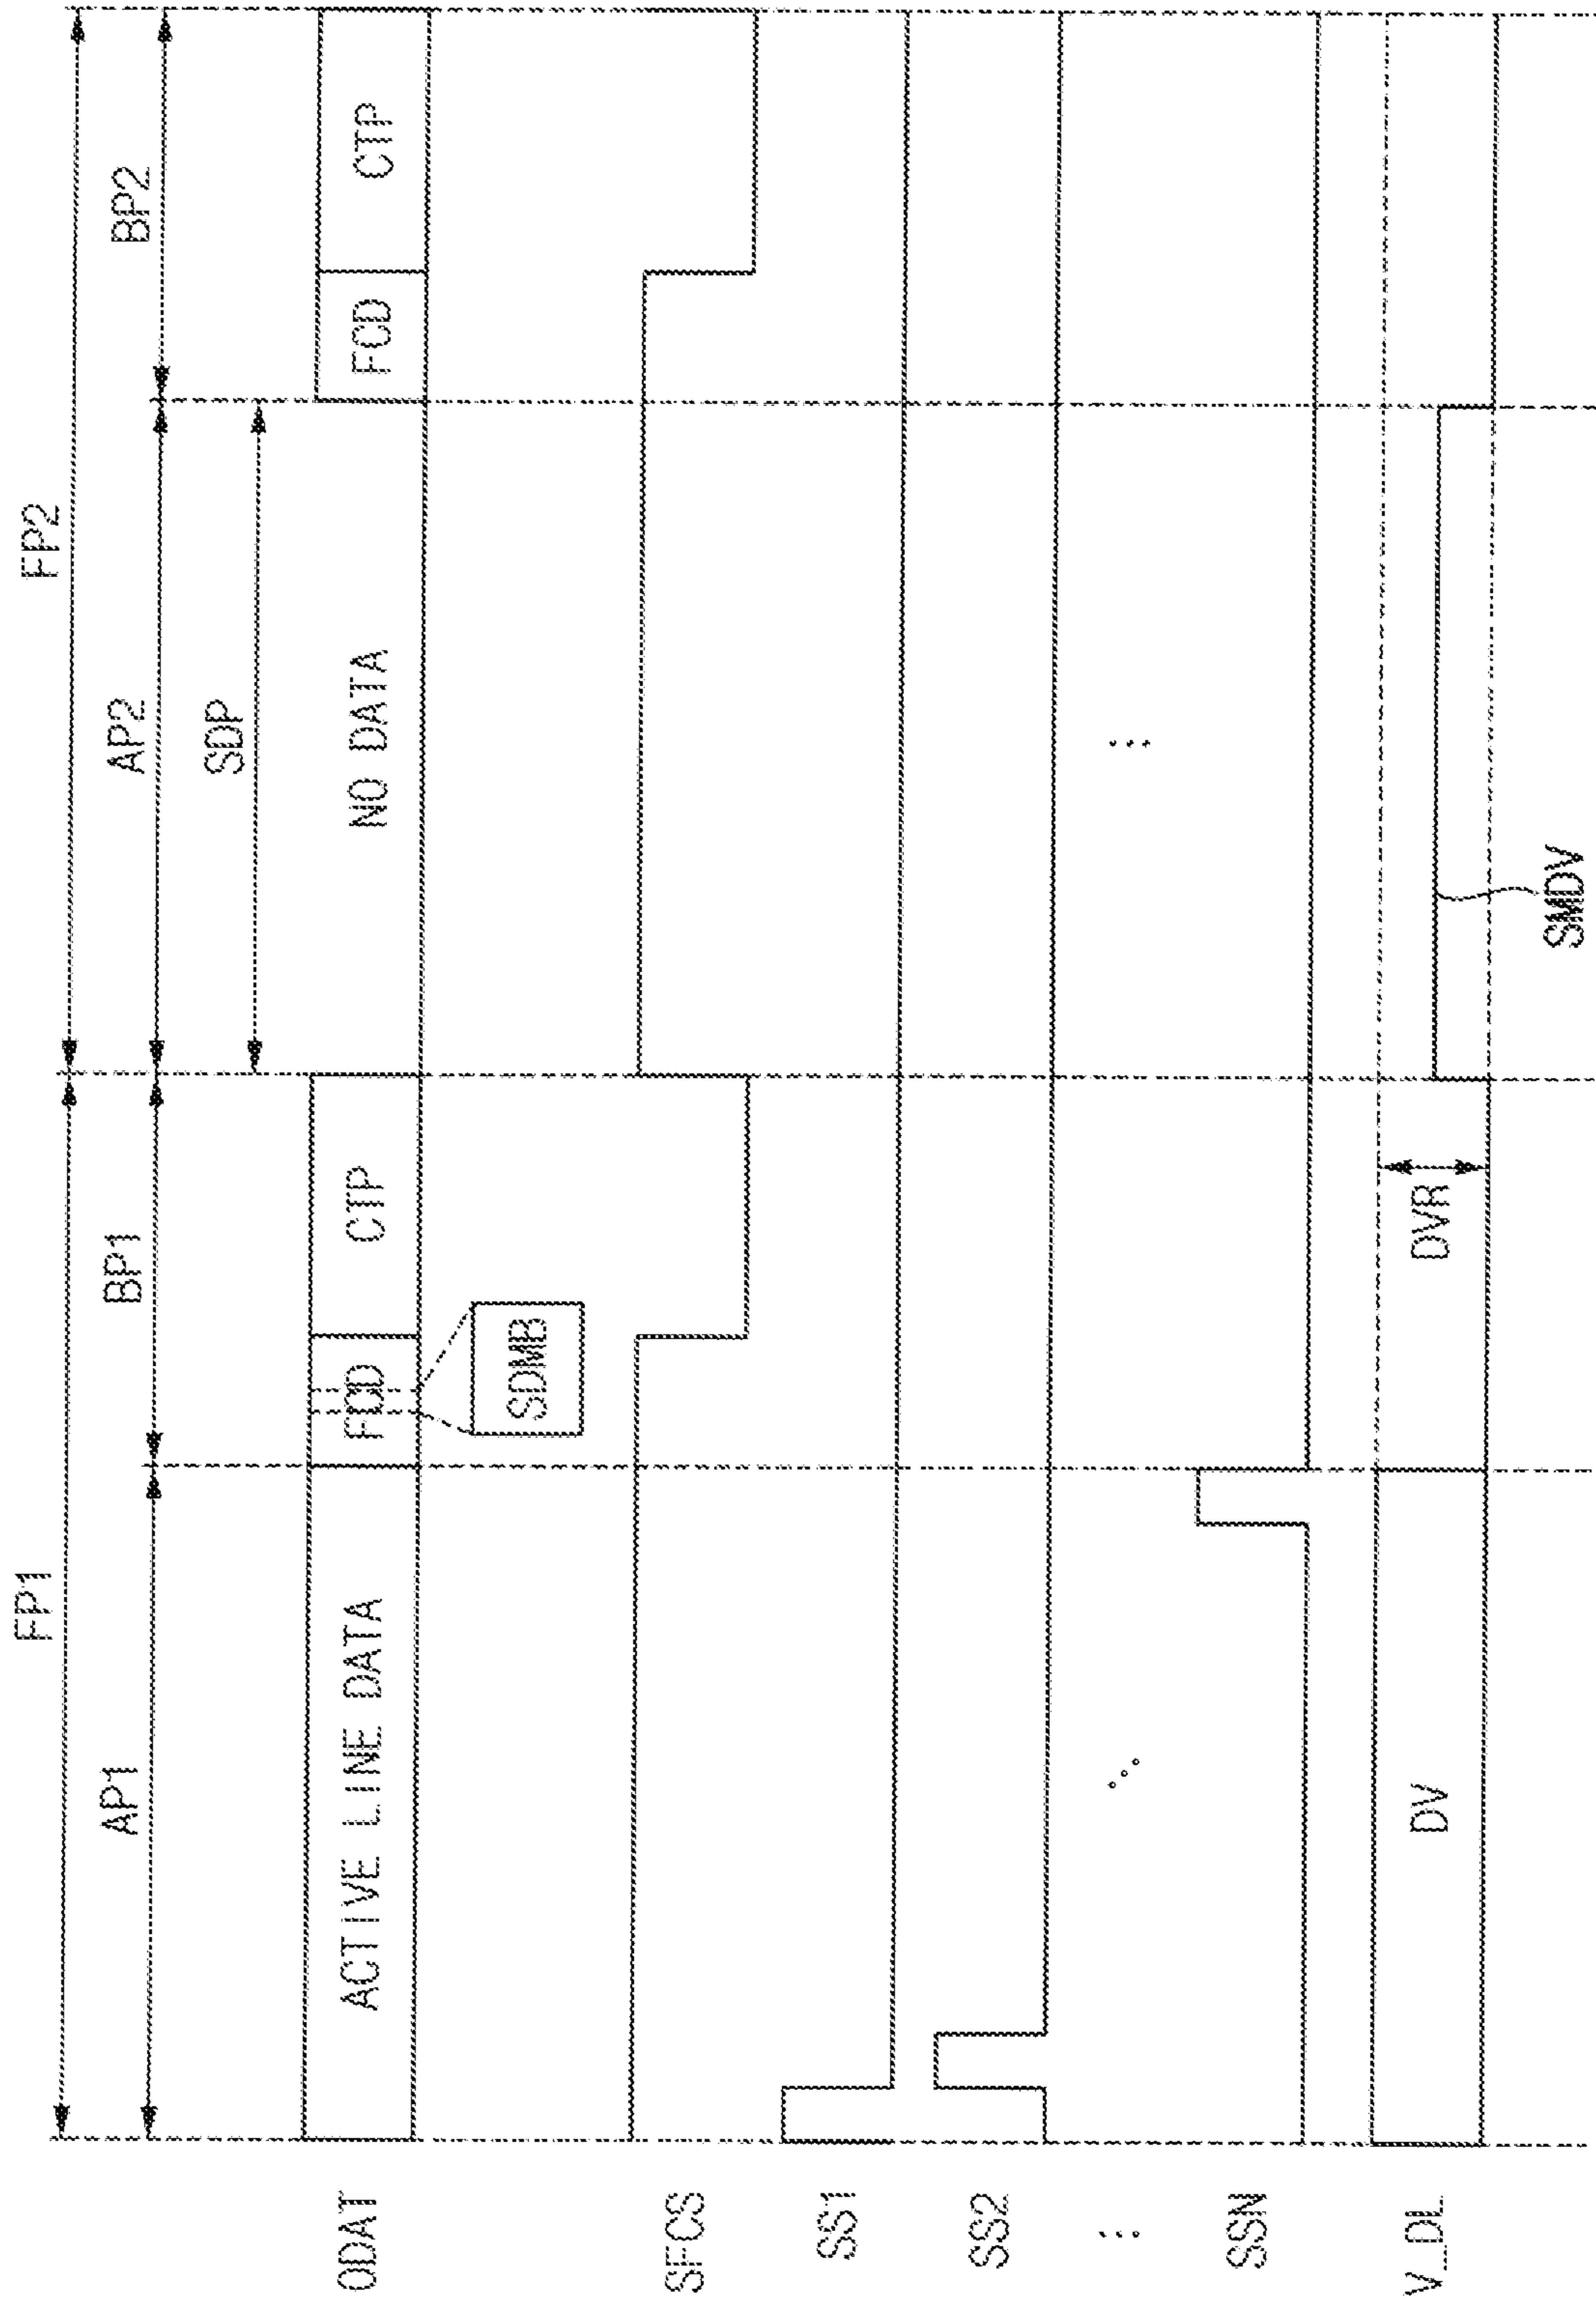 FP1 FP2
AP1 BP1 AP2 BP2
SDP
ODAT ACTIVE LINE DATA FCD CTP NO DATA FCD CTP
SDMB
SFCS
SS1
SS2
⋮ ⋱ ⋮
SSN
V_DL DV DVR
SMDV